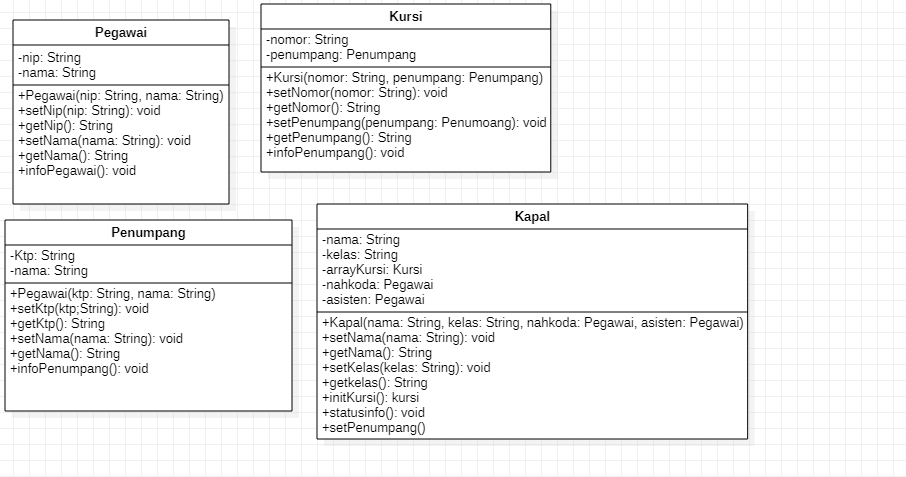 Pegawai
-nip: String
-nama: String
+Pegawai(nip: String, nama: String)
+setNip(nip: String): void
+getNip(): String
+setNama(nama: String): void
+getNama(): String
+infoPegawai(): void
Kursi
-nomor: String
-penumpang: Penumpang
+Kursi(nomor: String, penumpang: Penumpang)
+setNomor(nomor: String): void
+getNomor(): String
+setPenumpang(penumpang: Penumoang): void
+getPenumpang(): String
+infoPenumpang(): void
Penumpang
-Ktp: String
-nama: String
+Pegawai(ktp: String, nama: String)
+setKtp(ktp;String): void
+getKtp(): String
+setNama(nama: String): void
+getNama(): String
+infoPenumpang(): void
Kapal
-nama: String
-kelas: String
-arrayKursi: Kursi
-nahkoda: Pegawai
-asisten: Pegawai
+Kapal(nama: String, kelas: String, nahkoda: Pegawai, asisten: Pegawai)
+setNama(nama: String): void
+getNama(): String
+setKelas(kelas: String): void
+getkelas(): String
+initKursi(): kursi
+statusinfo(): void
+setPenumpang()